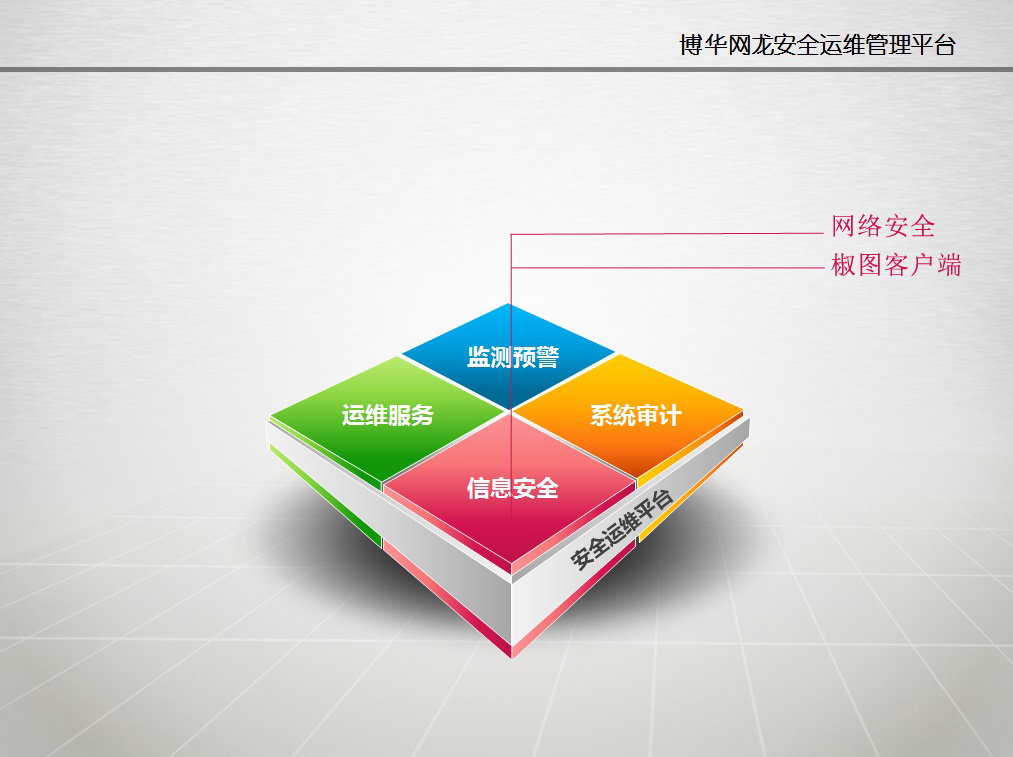 博华网龙安全运维管理平台
网络安全
椒图客户端
监测预警
运维服务
系统审计
信息安全
安全运维平台